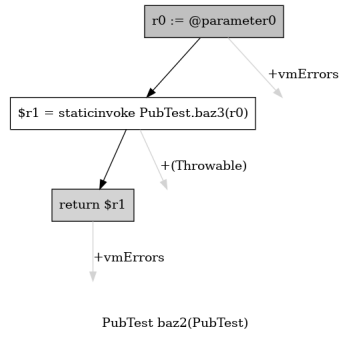 r0 := @parameter0
+vmErrors
$r1 = staticinvoke PubTest.baz3(r0)
+(Throwable)
return $r1
+vmErrors
PubTest baz2(PubTest)